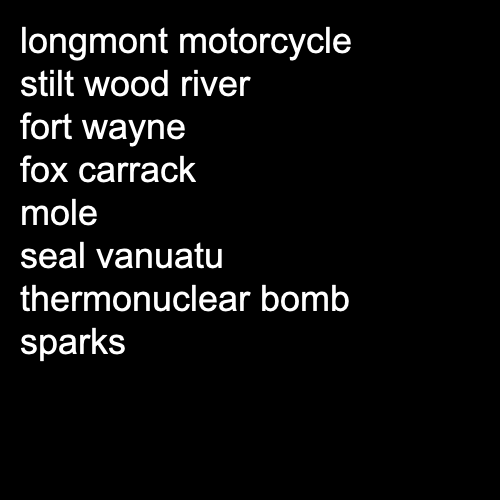 longmont motorcycle
stilt wood river
fort wayne
fox carrack
mole
seal vanuatu
thermonuclear bomb
sparks